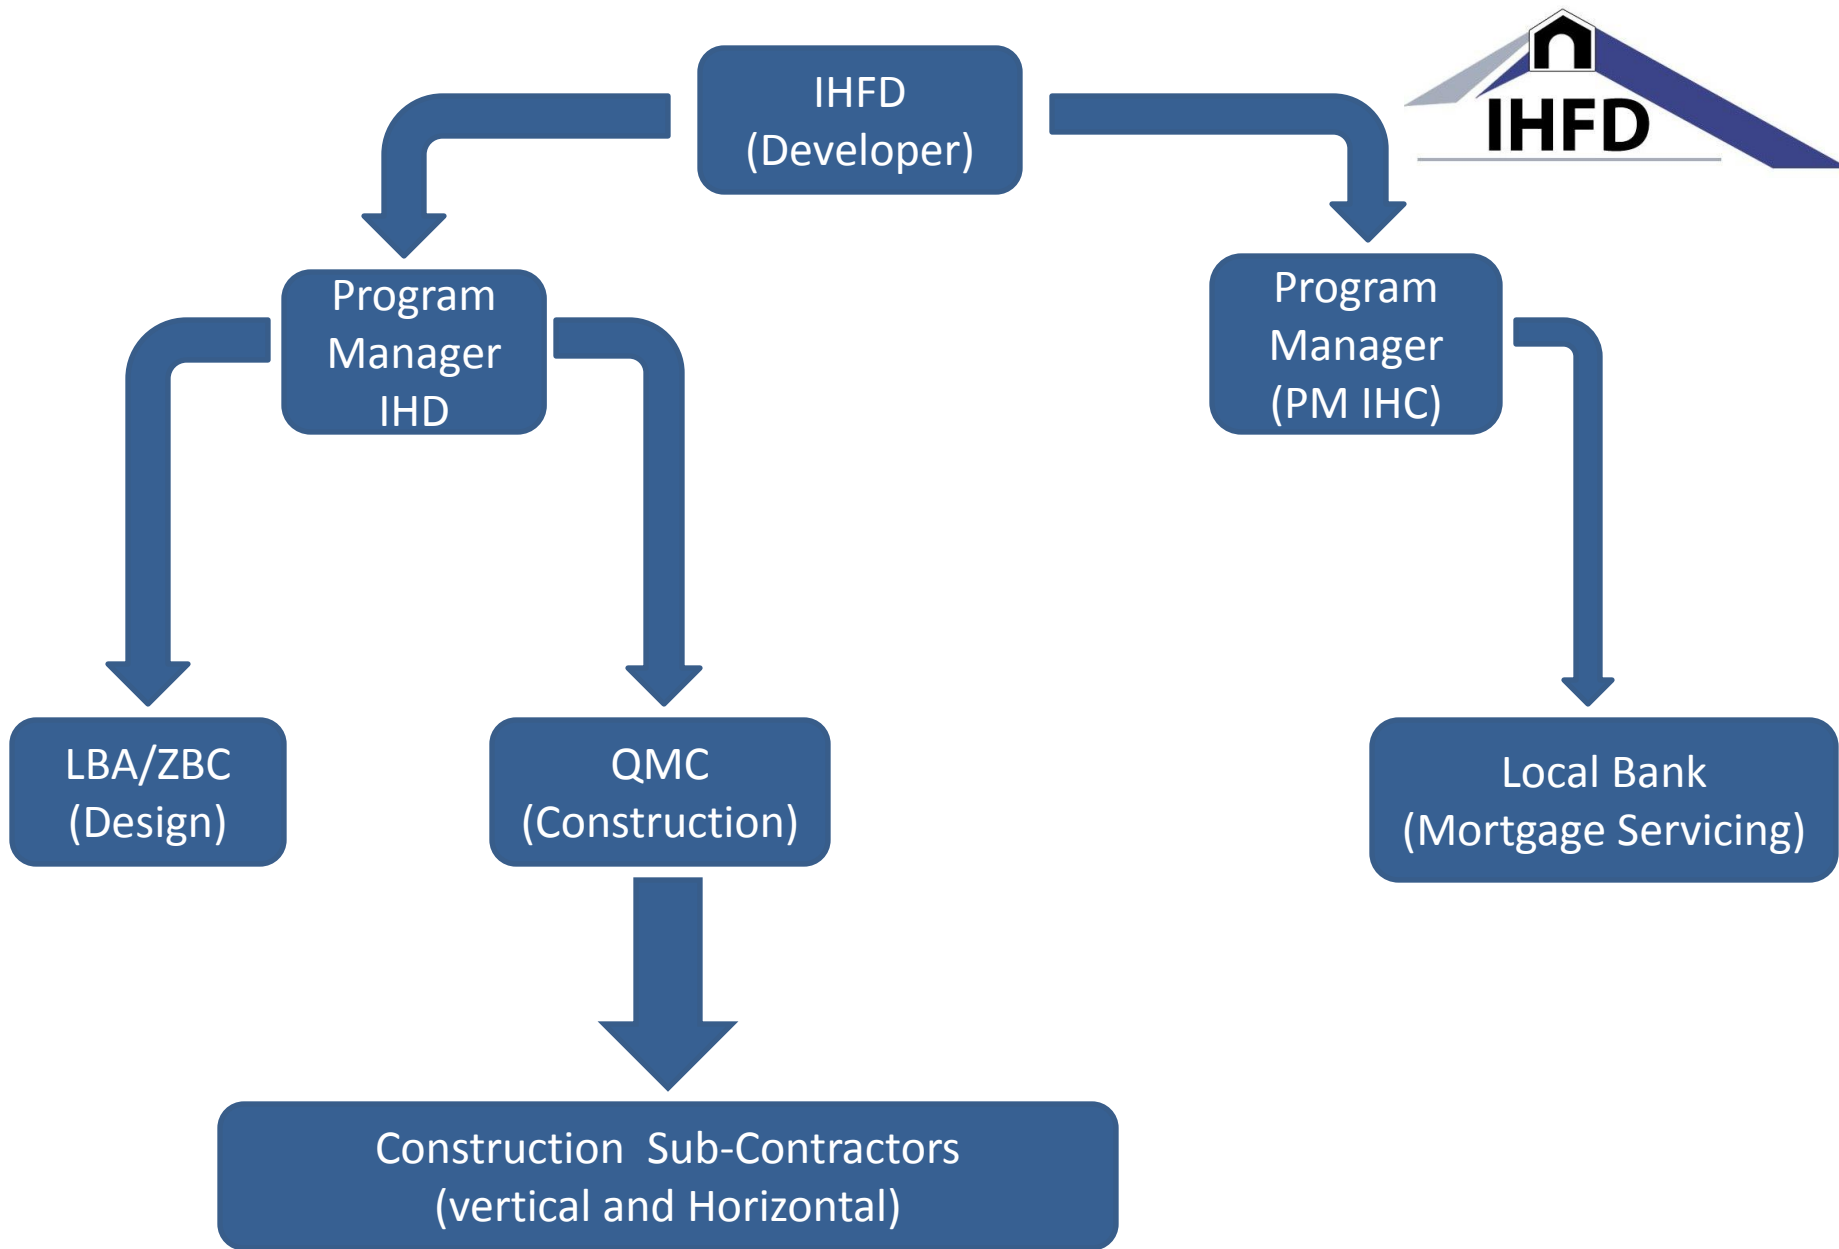 IHFD
(Developer)
IHFD
Program
Manager
IHD
Program
Manager
(PM IHC)
LBA/ZBC
(Design)
QMC
(Construction)
Local Bank
(Mortgage Servicing)
Construction  Sub-Contractors
(vertical and Horizontal)